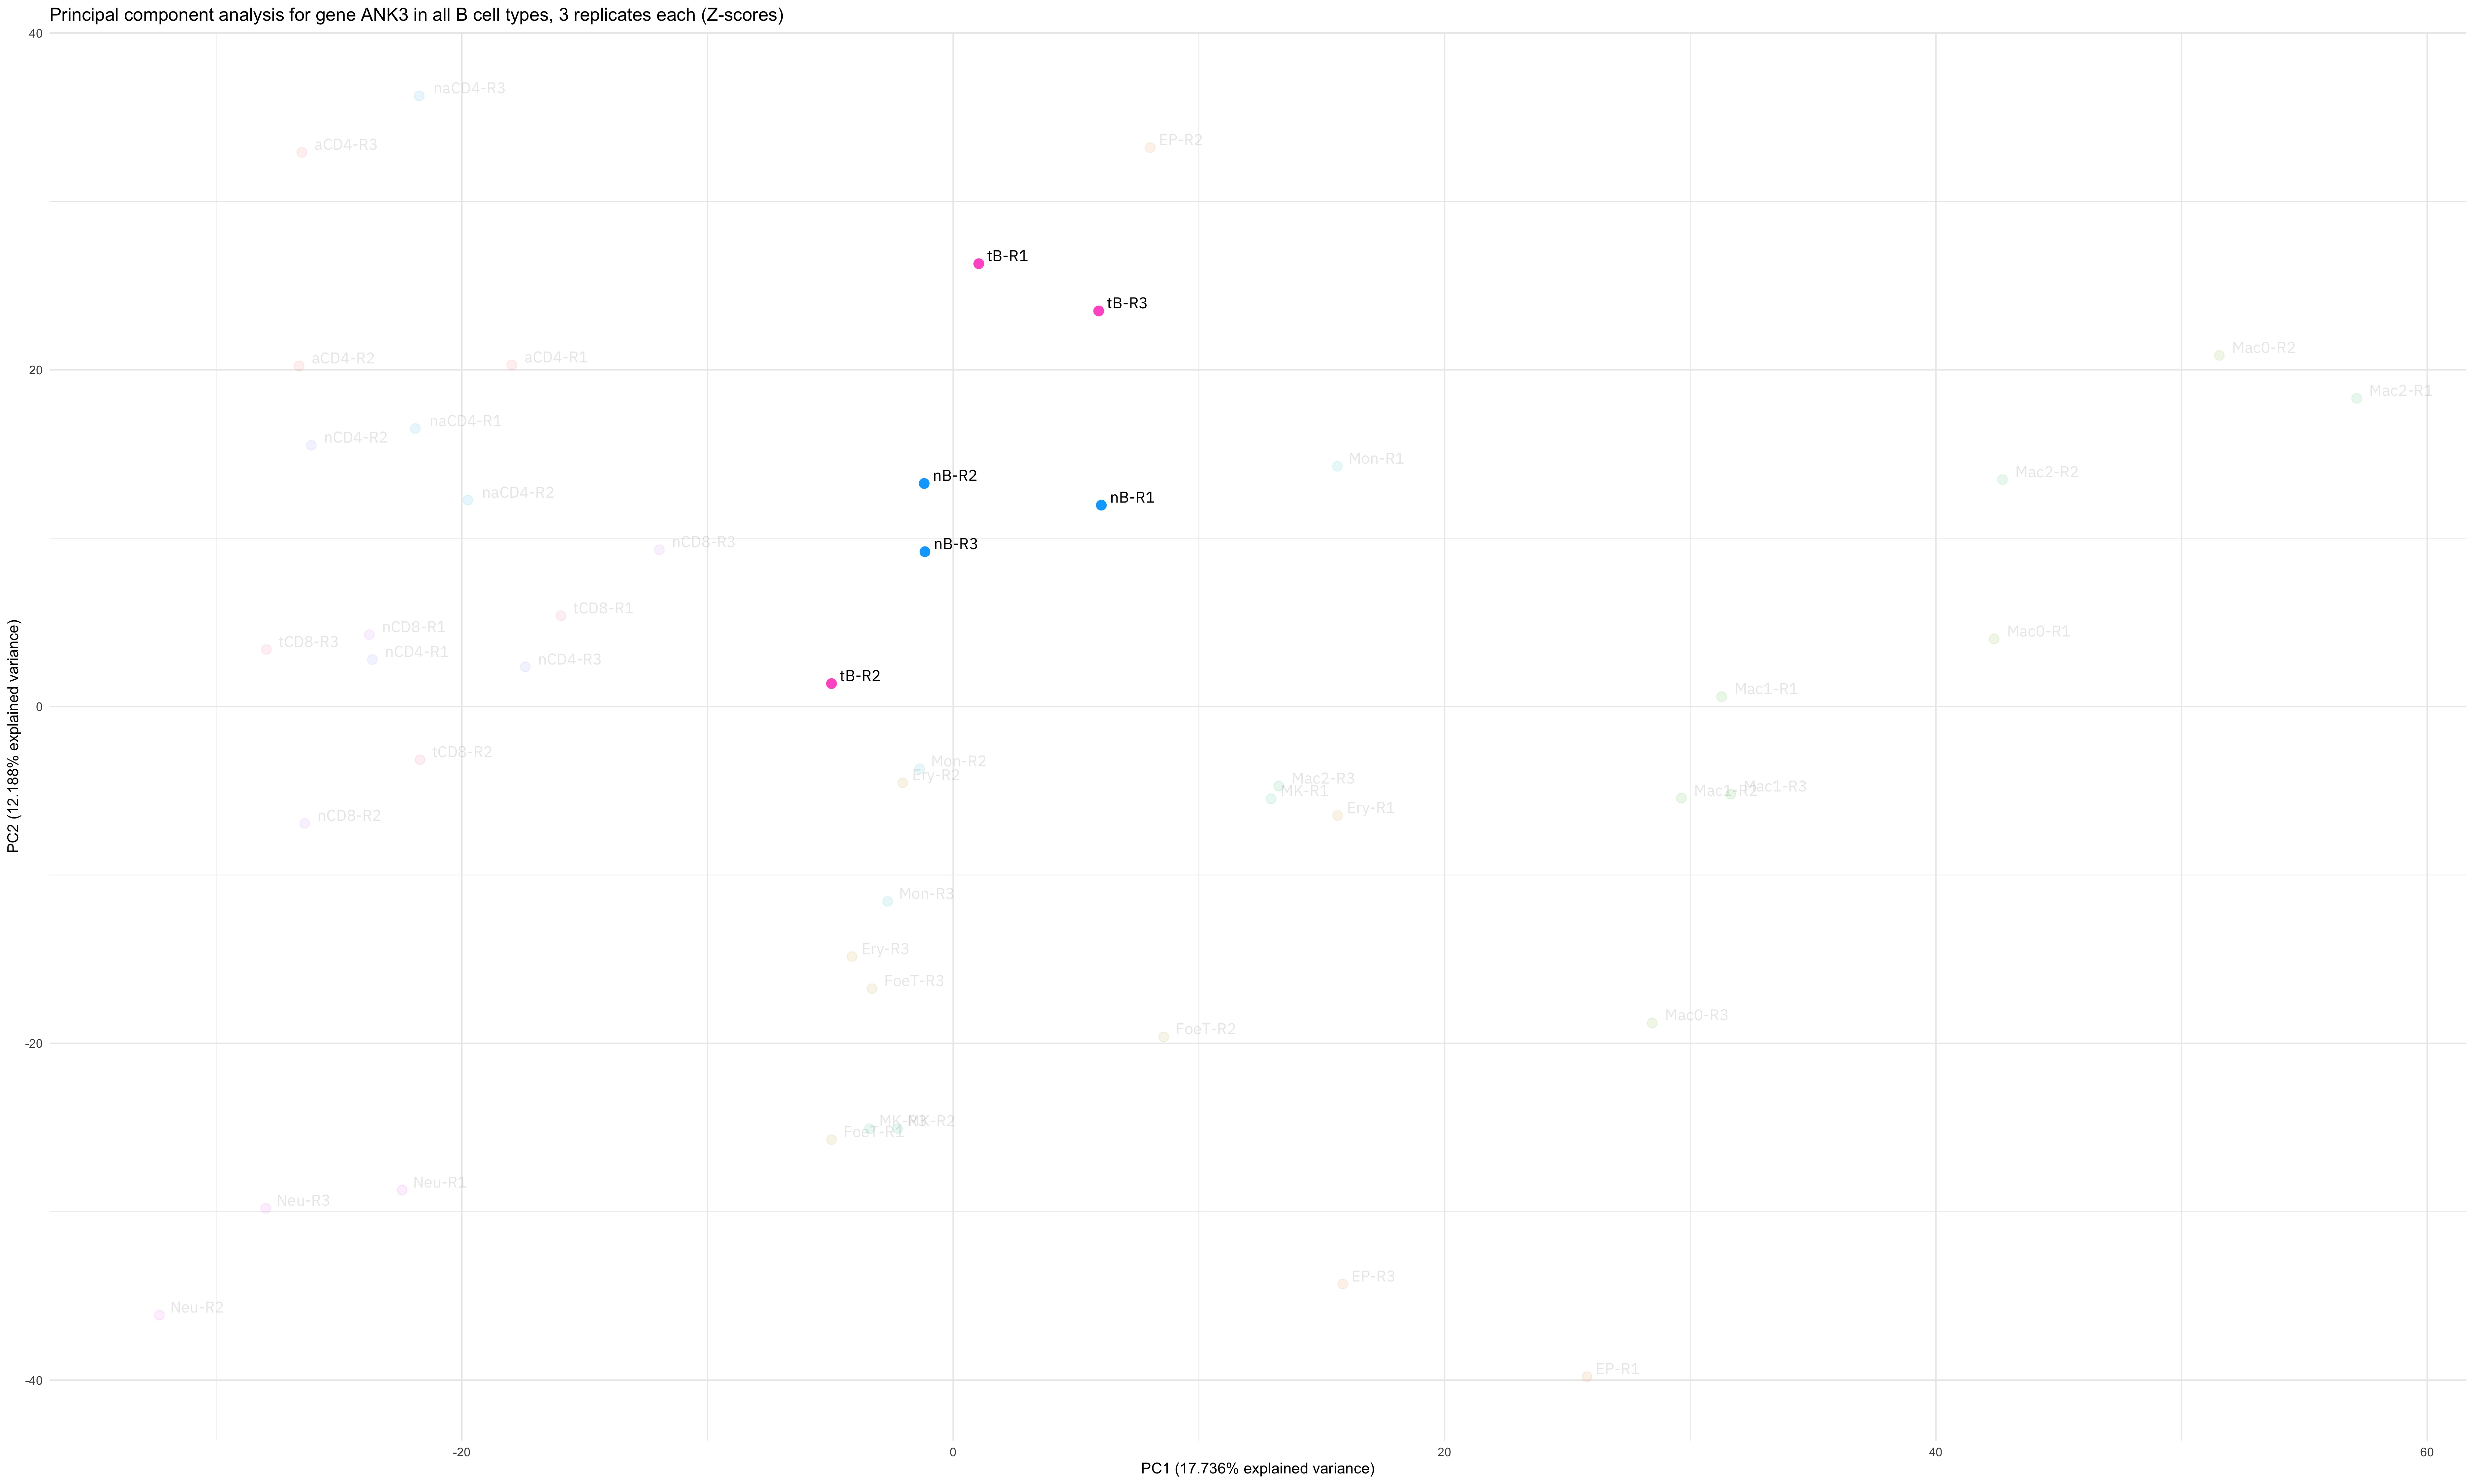 Principal component analysis for gene ANK3 in all B cell types, 3 replicates each (Z-scores)
40
naCD4-R3
aCD4-R3
EP-R2
tB-R1
tB-R3
aCD4-R2
aCD4-R1
Mac0-R2
20
Mac2-R1
naCD4-R1
nCD4-R2
Mon-R1
Mac2-R2
nB-R2
naCD4-R2
nB-R1
nCD8-R3
nB-R3
tCD8-R1
nCD8-R1
Mac0-R1
tCD8-R3
nCD4-R1
nCD4-R3
tB-R2
Mac1-R1
0
PC2 (12.188% explained variance)
tCD8-R2
Mon-R2
Ery-R2
Mac2-R3
MK-R1
Mac1-R3
Mac1-R2
Ery-R1
nCD8-R2
Mon-R3
Ery-R3
FoeT-R3
Mac0-R3
FoeT-R2
-20
MK-R3
MK-R2
FoeT-R1
Neu-R1
Neu-R3
EP-R3
Neu-R2
EP-R1
-40
-20
0
20
40
60
PC1 (17.736% explained variance)